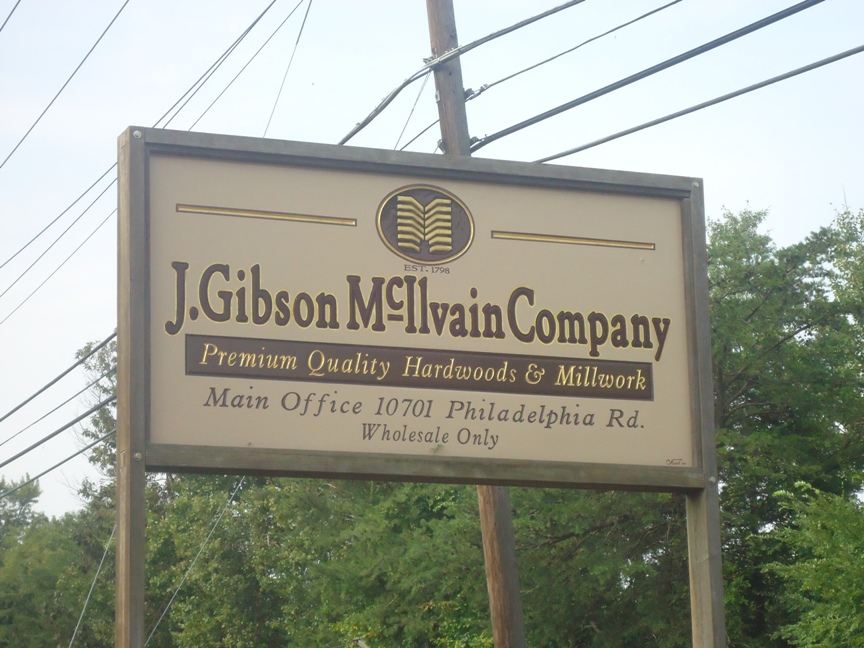 EST. 1798
J.Gibson McIlvain Company
Premium Quality Hardwoods & Millwork
Main Office 10701 Philadelphia Rd.
Wholesale Only